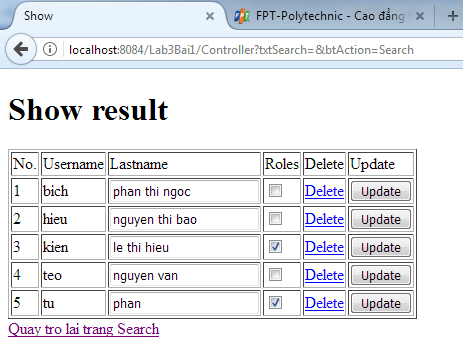 Show
FPT-Polytechnic - Cao đẳng
localhost:8084/Lab3Bai1/Controller?txtSearch=&btAction=Search
Show result
No. Username Lastname Roles Delete Update
1 bich phan thi ngoc Delete Update
2 hieu nguyen thi bao Delete Update
3 kien le thi hieu Delete Update
4 teo nguyen van Delete Update
5 tu phan Delete Update
Quay tro lai trang Search